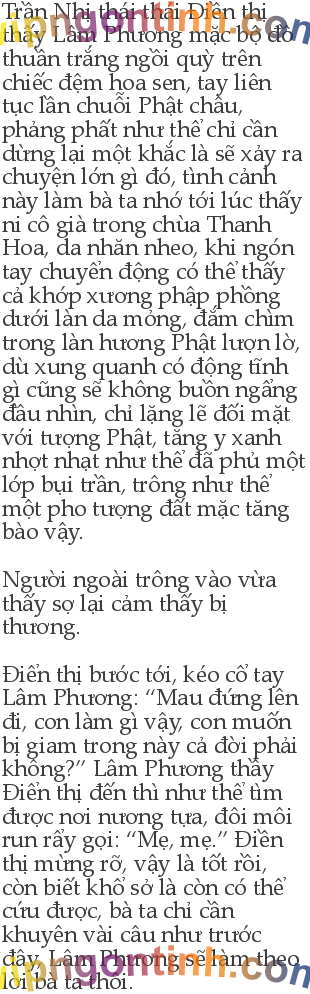 Trần Nhị thái thái Điền thị
thấy Lâm Phương mặc bộ đồ
thuần trắng ngồi quỳ trên
chiếc đệm hoa sen, tay liên
tục lần chuỗi Phật châu,
phảng phất như thể chỉ cần
dừng lại một khắc là sẽ xảy ra
chuyện lớn gì đó, tình cảnh
này làm bà ta nhớ tới lúc thấy
ni cô già trong chùa Thanh
Hoa, da nhăn nheo, khi ngón
tay chuyển động có thể thấy
cả khớp xương phập phồng
dưới làn da mỏng, đắm chìm
trong làn hương Phật lượn lờ,
dù xung quanh có động tĩnh
gì cũng sẽ không buồn ngẩng
đầu nhìn, chỉ lặng lẽ đối mặt
với tượng Phật, tăng y xanh
nhợt nhạt như thể đã phủ một
lớp bụi trần, trông như thể
một pho tượng đất mặc tăng
bào vậy.
Người ngoài trông vào vừa
thấy sợ lại cảm thấy bị
thương.
Điển thị bước tới, kéo cổ tay
Lâm Phương: “Mau đứng lên
đi, con làm gì vậy, con muốn
bị giam trong này cả đời phải
không?” Lâm Phương thấy
Điển thị đến thì như thể tìm
được nơi nương tựa, đôi môi
run rẩy gọi: “Mẹ, mẹ.” Điền
thị mừng rỡ, vậy là tốt rồi,
còn biết khổ sở là còn có thể
cứu được, bà ta chỉ cần
khuyên vài câu như trước
đây, Lâm Phương sẽ làm theo
lời bà ta thôi.